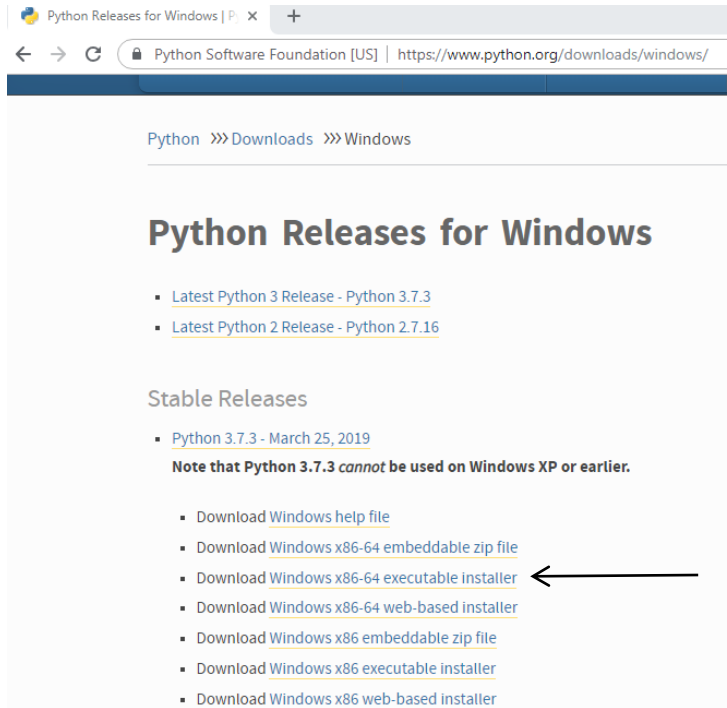 Python Releases for Windows | P
Python Software Foundation [US] | https://www.python.org/downloads/windows/
Python >>> Downloads >>> Windows
Python Releases for Windows
Latest Python 3 Release - Python 3.7.3
Latest Python 2 Release - Python 2.7.16
Stable Releases
Python 3.7.3 - March 25, 2019
Note that Python 3.7.3 cannot be used on Windows XP or earlier.
Download Windows help file
Download Windows x86-64 embeddable zip file
Download Windows x86-64 executable installer
Download Windows x86-64 web-based installer
Download Windows x86 embeddable zip file
Download Windows x86 executable installer
Download Windows x86 web-based installer